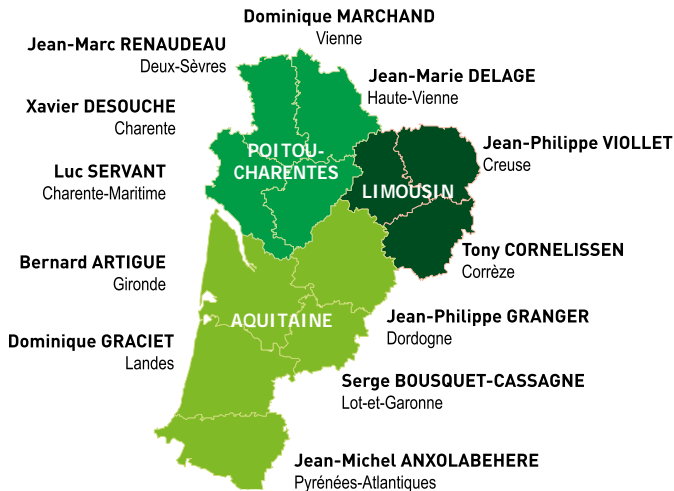 Dominique MARCHAND
Vienne
Jean-Marc RENAUDEAU
Deux-Sèvres
Jean-Marie DELAGE
Haute-Vienne
Xavier DESOUCHE
Charente
Jean-Philippe VIOLLET
Creuse
POITOU-
CHARENTES
Luc SERVANT
Charente-Maritime
LIMOUSIN
Tony CORNELISSEN
Corrèze
Bernard ARTIGUE
Gironde
AQUITAINE
Jean-Philippe GRANGER
Dordogne
Dominique GRACIET
Landes
Serge BOUSQUET-CASSAGNE
Lot-et-Garonne
Jean-Michel ANXOLABEHERE
Pyrénées-Atlantiques